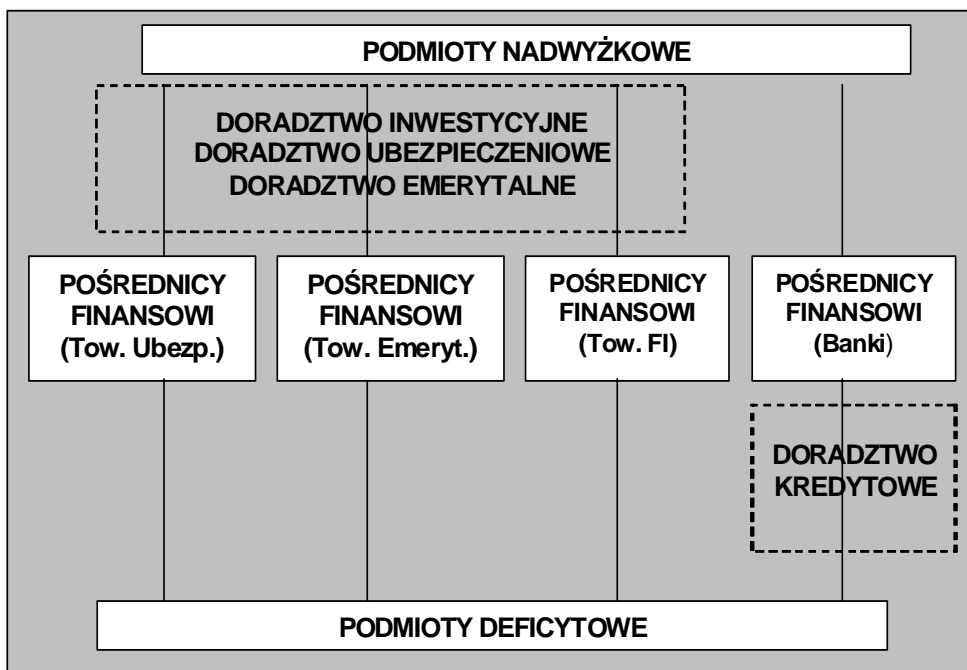 PODMIOTY NADWYŻKOWE
DORADZTWO INWESTYCYJNE
DORADZTWO UBEZPIECZENIOWE
DORADZTWO EMERYTALNE
POŚREDNICY
FINANSOWI
(Tow. Ubezp.)
POŚREDNICY
FINANSOWI
(Tow. Emeryt.)
POŚREDNICY
FINANSOWI
(Tow. FI)
POŚREDNICY
FINANSOWI
(Banki)
DORADZTWO
KREDYTOWE
PODMIOTY DEFICYTOWE